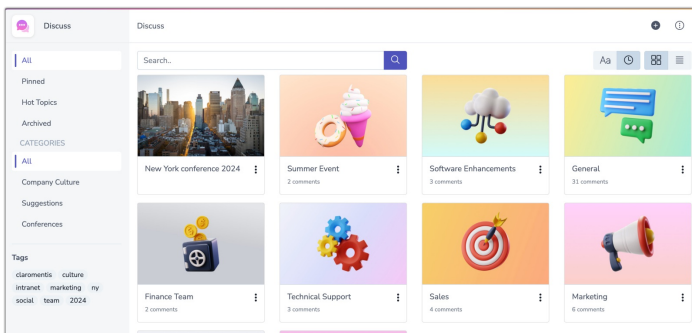 Discuss
Discuss
All
Pinned
Hot Topics
Archived
CATEGORIES
All
Company Culture
Suggestions
Conferences
Tags
claromentis culture
intranet marketing ny
social team 2024
Search..
Aa
New York conference 2024
Summer Event
2 comments
Software Enhancements
3 comments
General
31 comments
Finance Team
2 comments
Technical Support
3 comments
Sales
4 comments
Marketing
6 comments